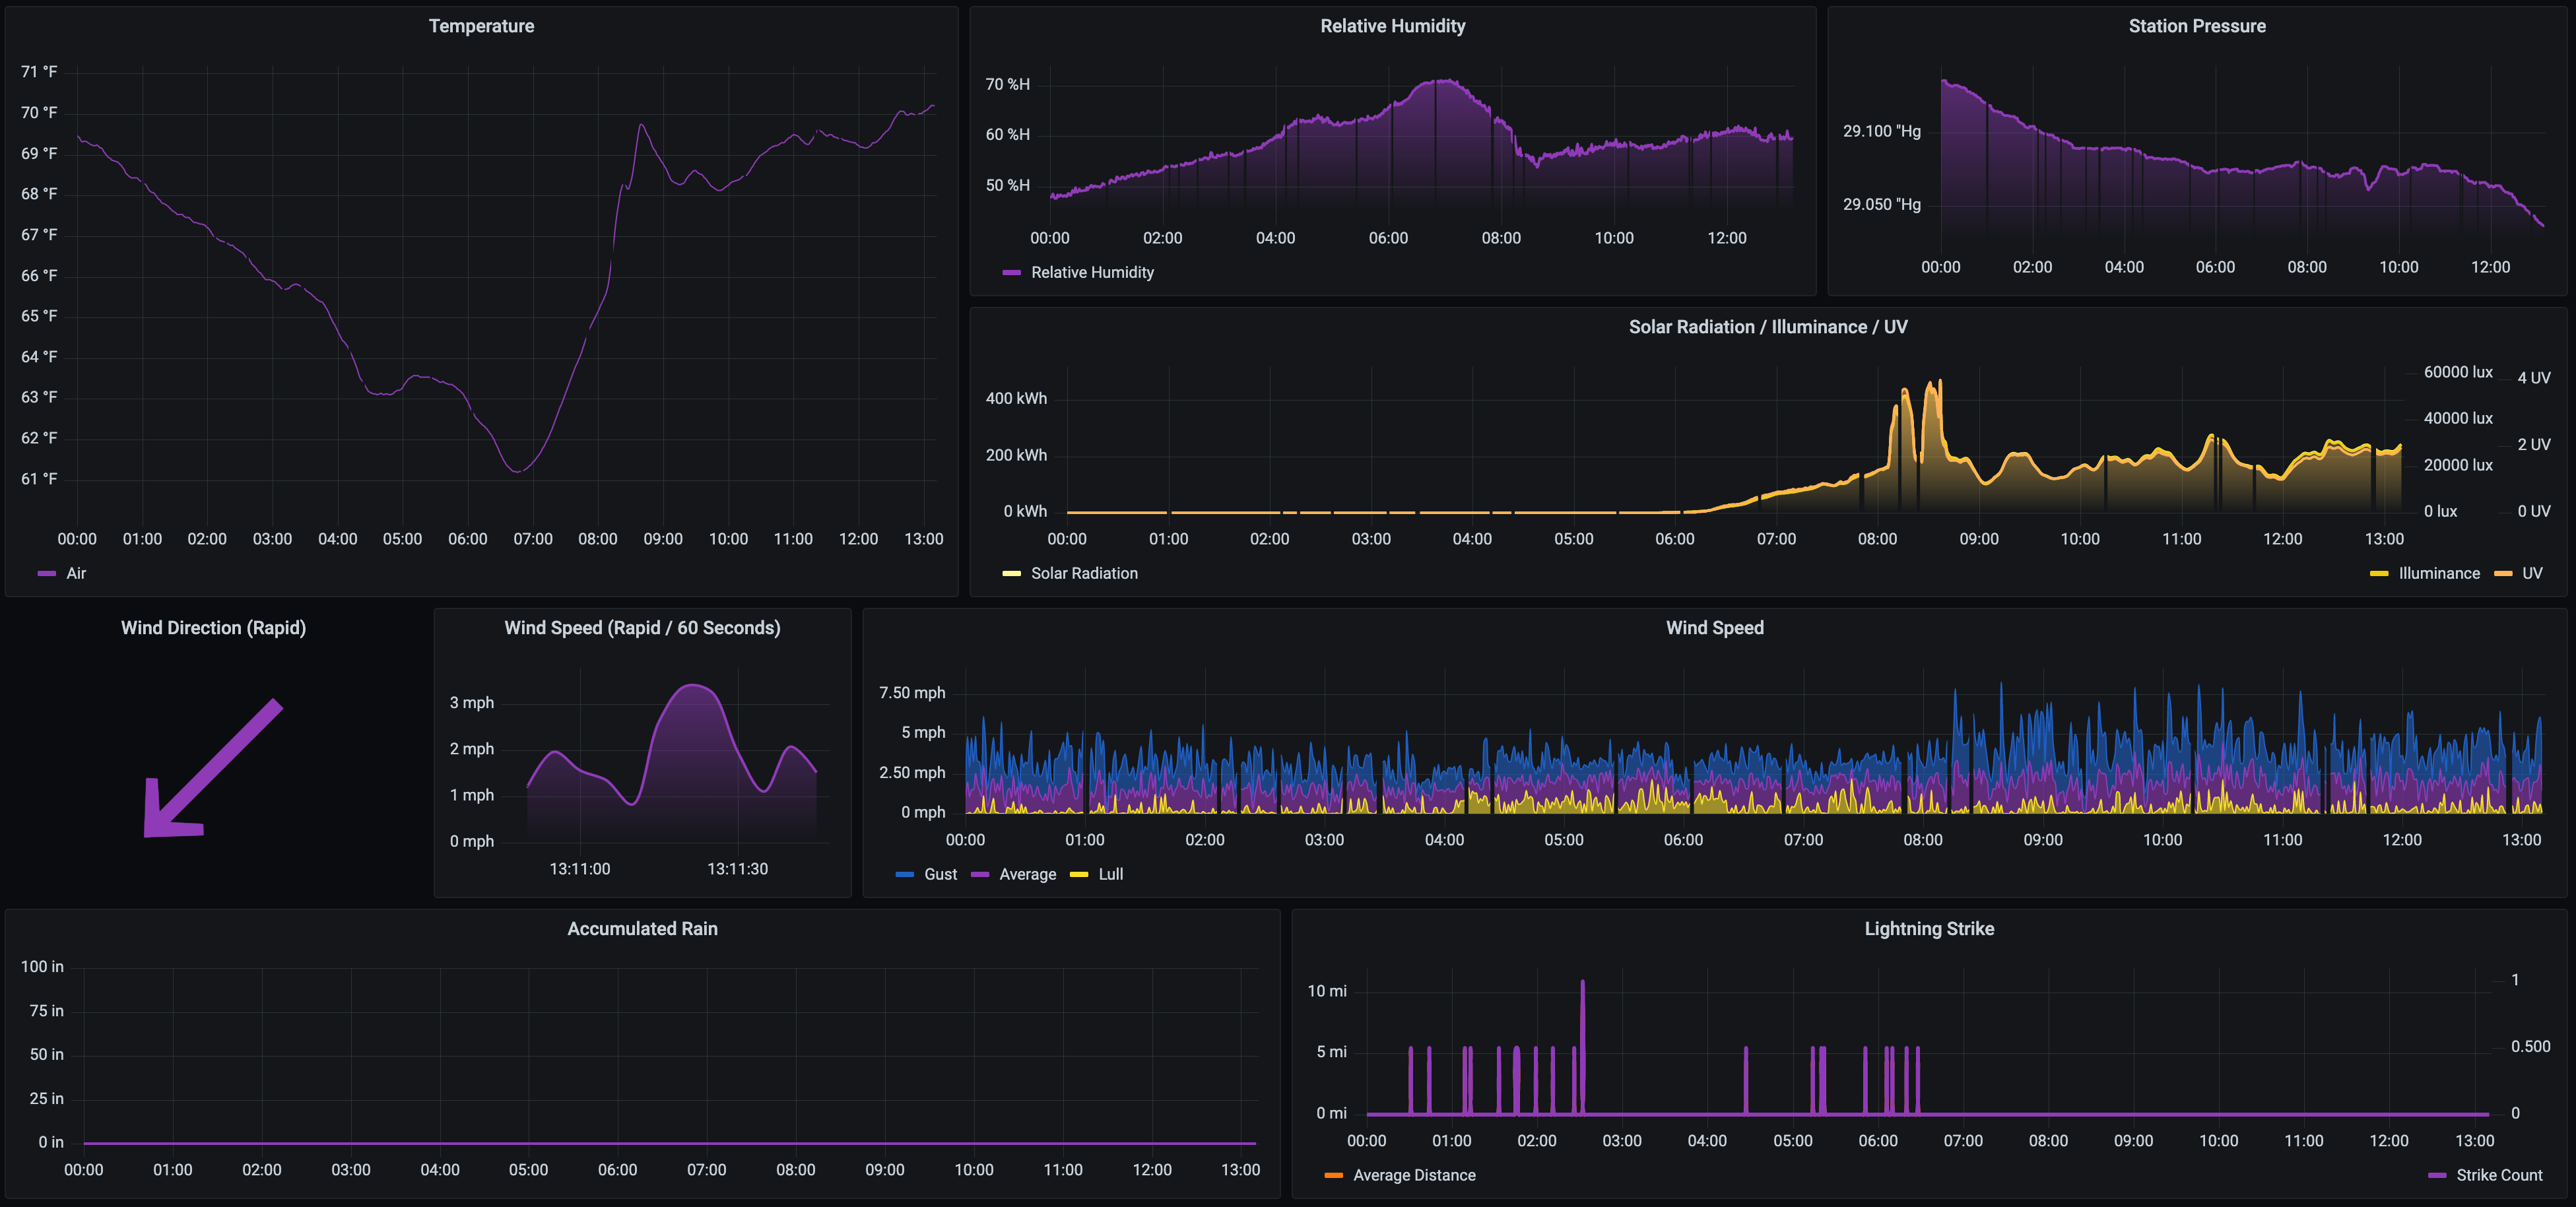 Temperature
71 °F
70 °F
69 °F
68 °F
67 °F
66 °F
65 °F
64 °F
63 °F
62 °F
61 °F
00:00 01:00 02:00 03:00 04:00 05:00 06:00 07:00 08:00 09:00 10:00 11:00 12:00 13:00
Air
Relative Humidity
70 %H
60 %H
50 %H
00:00 02:00 04:00 06:00 08:00 10:00 12:00
Relative Humidity
Station Pressure
29.100 "Hg
29.050 "Hg
00:00 02:00 04:00 06:00 08:00 10:00 12:00
Solar Radiation / Illuminance / UV
400 kWh
200 kWh
0 kWh
60000 lux
40000 lux
20000 lux
0 lux
4 UV
2 UV
0 UV
00:00 01:00 02:00 03:00 04:00 05:00 06:00 07:00 08:00 09:00 10:00 11:00 12:00 13:00
Solar Radiation Illuminance UV
Wind Direction (Rapid)
Wind Speed (Rapid / 60 Seconds)
3 mph
2 mph
1 mph
0 mph
13:11:00 13:11:30
Wind Speed
7.50 mph
5 mph
2.50 mph
0 mph
00:00 01:00 02:00 03:00 04:00 05:00 06:00 07:00 08:00 09:00 10:00 11:00 12:00 13:00
Gust Average Lull
Accumulated Rain
100 in
75 in
50 in
25 in
0 in
00:00 01:00 02:00 03:00 04:00 05:00 06:00 07:00 08:00 09:00 10:00 11:00 12:00 13:00
Lightning Strike
10 mi
5 mi
0 mi
1
0.500
0
00:00 01:00 02:00 03:00 04:00 05:00 06:00 07:00 08:00 09:00 10:00 11:00 12:00 13:00
Average Distance Strike Count